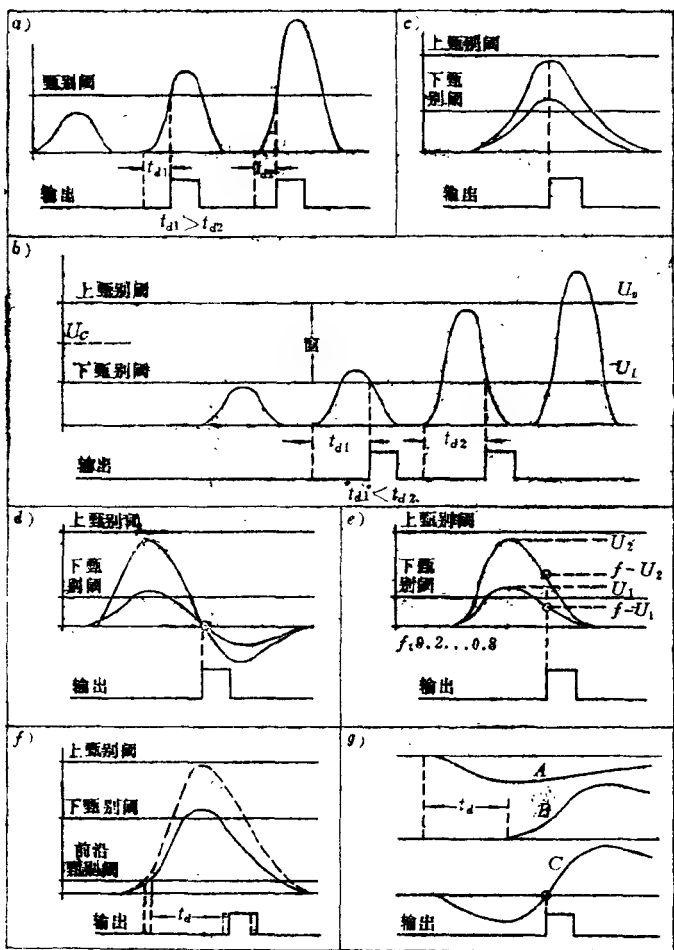 a)
甄别阈
t_d1
t_d2
输出
t_d1 > t_d2
c)
上甄别阈
下甄
别阈
输出
b)
上甄别阈
U_c
窗
下甄别阈
U_l
t_d1
t_d2
输出
t_d1 < t_d2
d)
上甄别阈
下甄
别阈
输出
e)
上甄别阈
U_2
下甄
别阈
f-U_2
U_1
f-U_1
输出
f)
上甄别阈
下甄别阈
前沿
甄别阈
输出
t_d
g)
A
t_d
B
C
输出